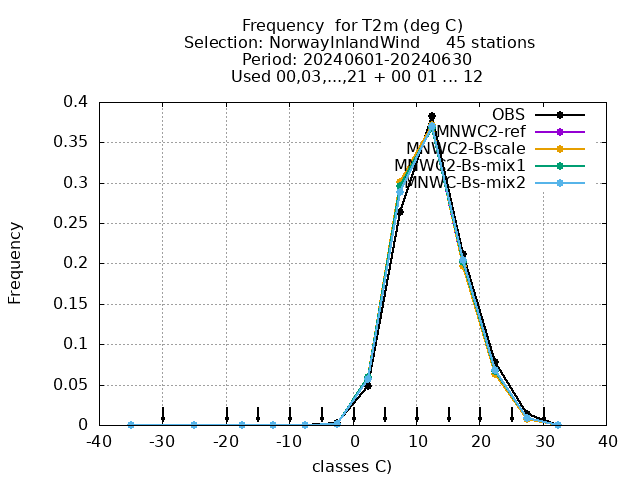 Frequency  for T2m (deg C)
Selection: NorwayInlandWind     45 stations
Period: 20240601-20240630
Used 00,03,...,21 + 00 01 ... 12
0.4
0.35
0.3
0.25
0.2
0.15
0.1
0.05
0
Frequency
OBS
MNWC2-ref
MNWC2-Bscale
MNWC2-Bs-mix1
MNWC-Bs-mix2
-40 -30 -20 -10 0 10 20 30 40
classes C)